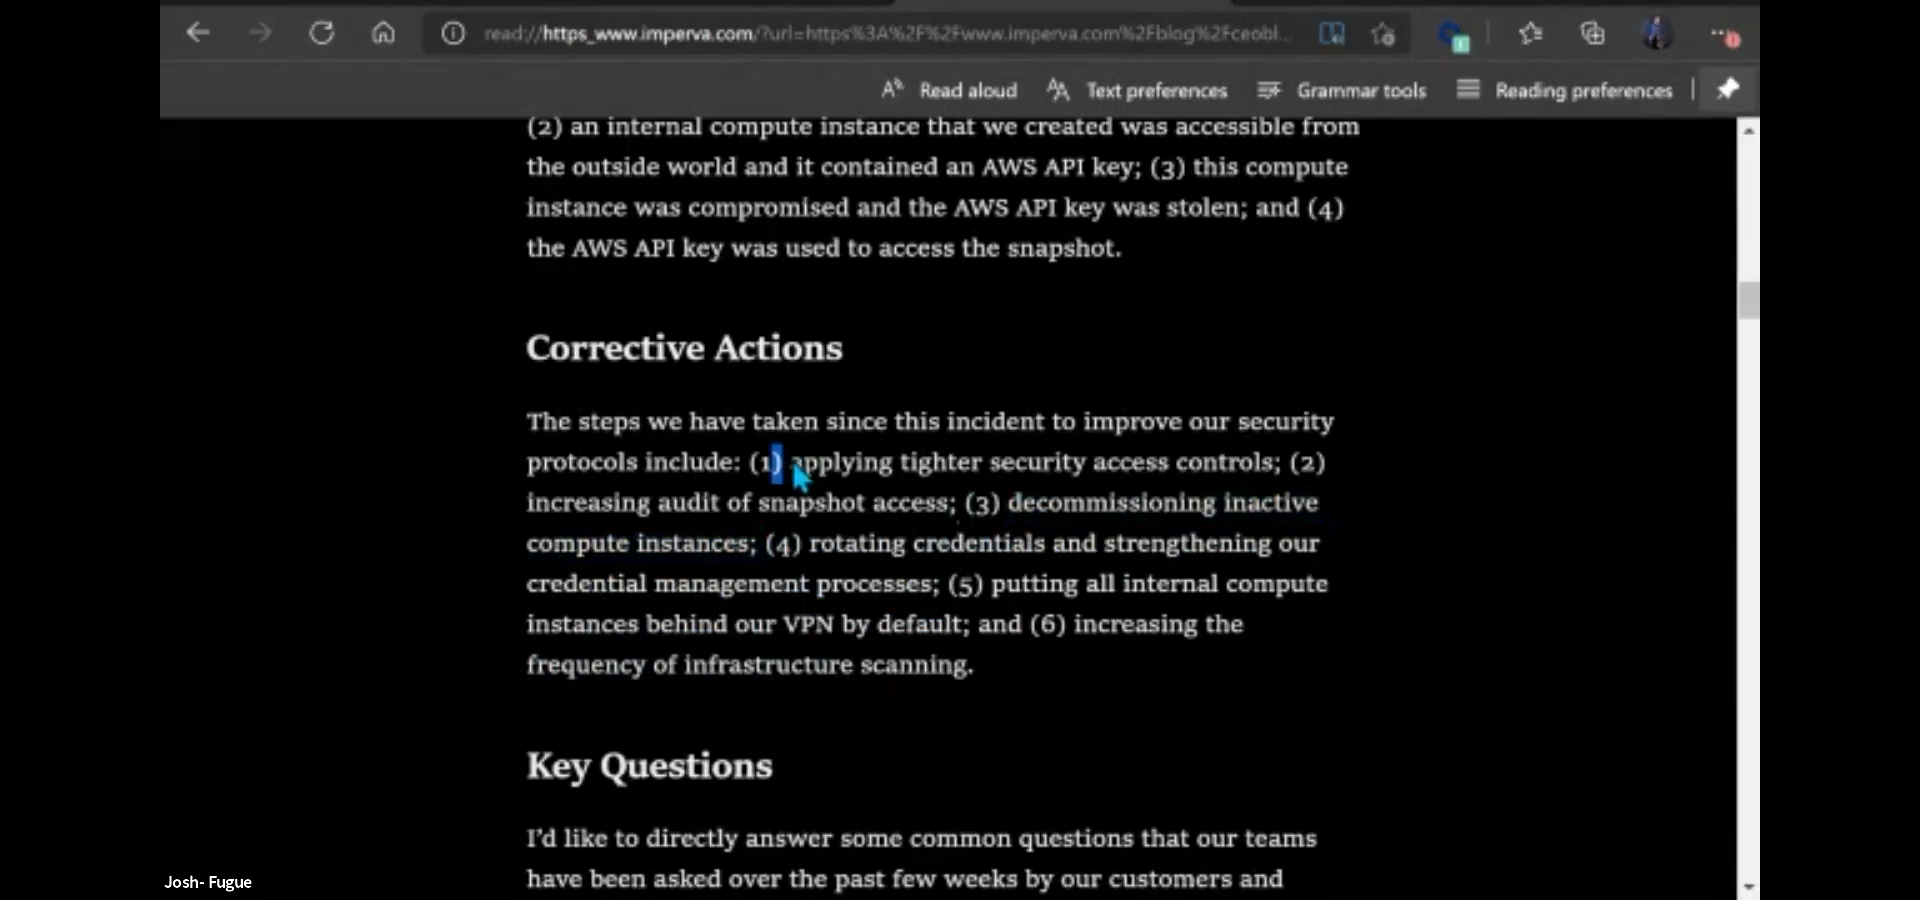 read://https_www.imperva.com/?url=https%3A%2F%2Fwww.imperva.com%2Fblog%2Fceobl...
Read aloud Text preferences Grammar tools Reading preferences
(2) an internal compute instance that we created was accessible from
the outside world and it contained an AWS API key; (3) this compute
instance was compromised and the AWS API key was stolen; and (4)
the AWS API key was used to access the snapshot.
Corrective Actions
The steps we have taken since this incident to improve our security
protocols include: (1) applying tighter security access controls; (2)
increasing audit of snapshot access; (3) decommissioning inactive
compute instances; (4) rotating credentials and strengthening our
credential management processes; (5) putting all internal compute
instances behind our VPN by default; and (6) increasing the
frequency of infrastructure scanning.
Key Questions
I'd like to directly answer some common questions that our teams
have been asked over the past few weeks by our customers and
Josh- Fugue